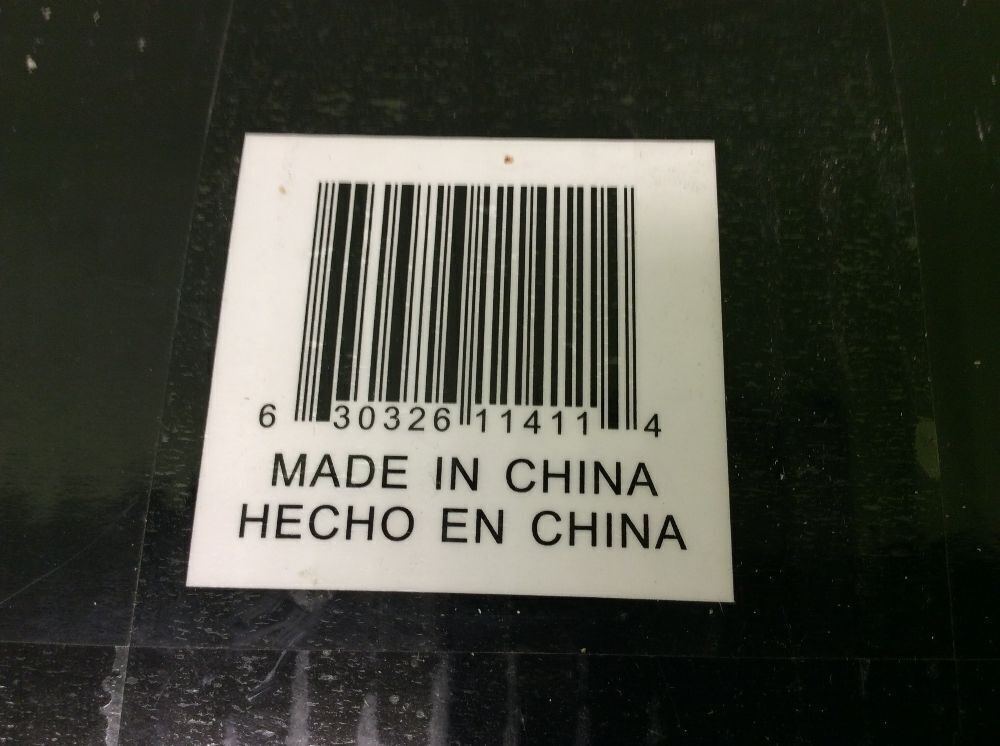 6 30326 11411 4
MADE IN CHINA
HECHO EN CHINA